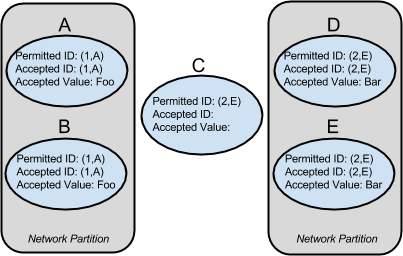 A
Permitted ID: (1,A)
Accepted ID: (1,A)
Accepted Value: Foo
B
Permitted ID: (1,A)
Accepted ID: (1,A)
Accepted Value: Foo
Network Partition
C
Permitted ID: (2,E)
Accepted ID:
Accepted Value:
D
Permitted ID: (2,E)
Accepted ID: (2,E)
Accepted Value: Bar
E
Permitted ID: (2,E)
Accepted ID: (2,E)
Accepted Value: Bar
Network Partition